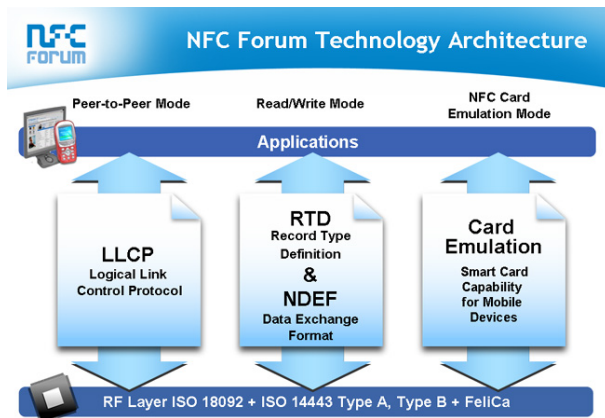 NFC
FORUM
NFC Forum Technology Architecture
Peer-to-Peer Mode
Read/Write Mode
NFC Card
Emulation Mode
Applications
LLCP
Logical Link
Control Protocol
RTD
Record Type
Definition
&
NDEF
Data Exchange
Format
Card
Emulation
Smart Card
Capability
for Mobile
Devices
RF Layer ISO 18092 + ISO 14443 Type A, Type B + FeliCa